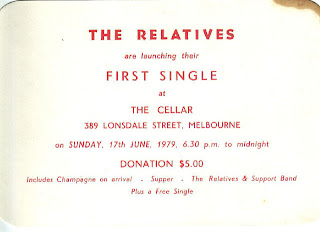 THE RELATIVES
are launching their
FIRST SINGLE
at
THE CELLAR
389 LONSDALE STREET, MELBOURNE
on SUNDAY, 17th JUNE, 1979, 6.30 p.m. to midnight
DONATION $5.00
Includes Champagne on arrival - Supper - The Relatives & Support Band
Plus a Free Single